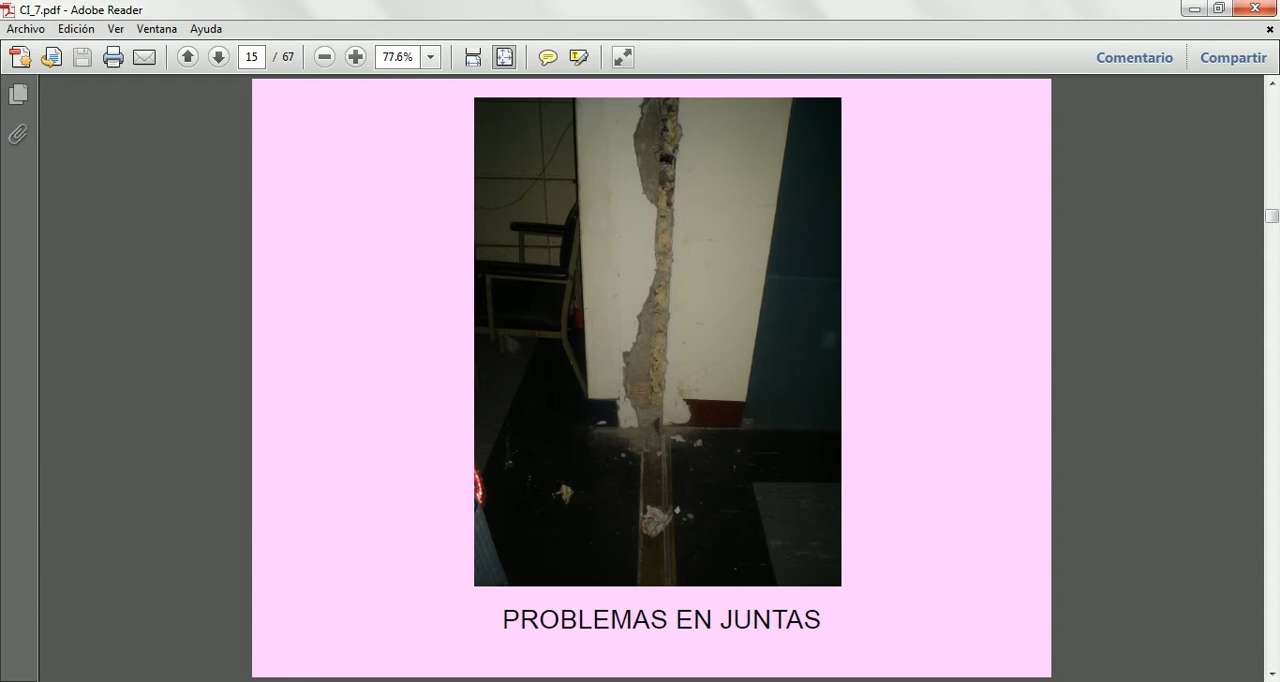 CI_7.pdf - Adobe Reader
Archivo Edición Ver Ventana Ayuda
15 / 67 77.6% Comentario Compartir
PROBLEMAS EN JUNTAS